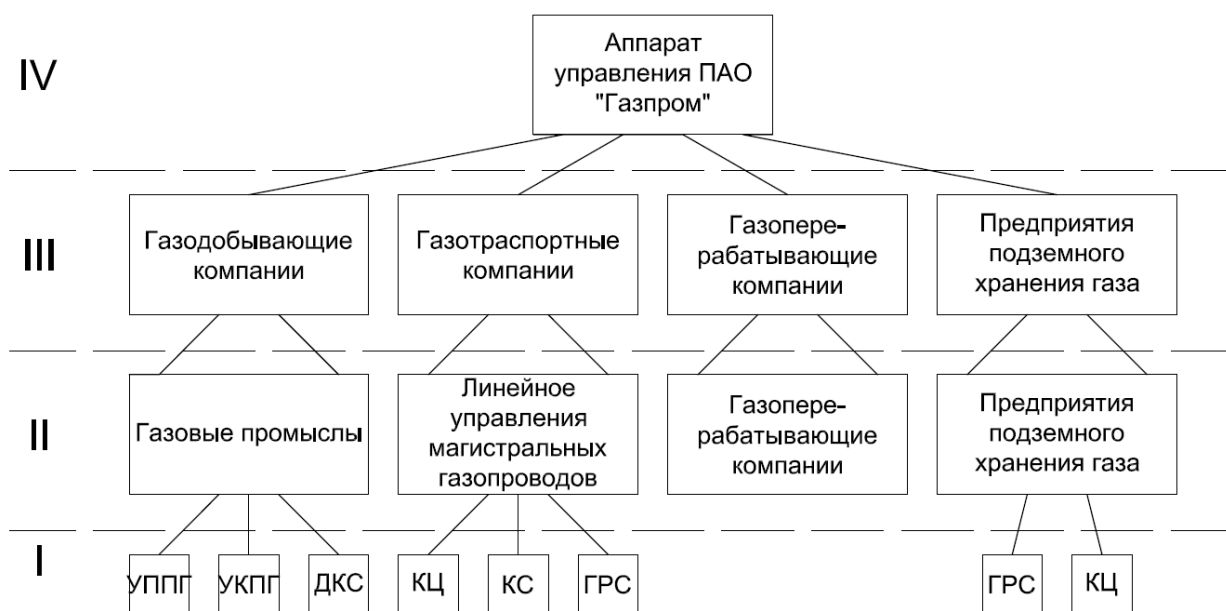 IV
Аппарат
управления ПАО
"Газпром"
III
Газодобывающие
компании
Газотраспортные
компании
Газопере-
рабатывающие
компании
Предприятия
подземного
хранения газа
II
Газовые промыслы
Линейное
управления
магистральных
газопроводов
Газопере-
рабатывающие
компании
Предприятия
подземного
хранения газа
I
УППГ
УКПГ
ДКС
КЦ
КС
ГРС
ГРС
КЦ